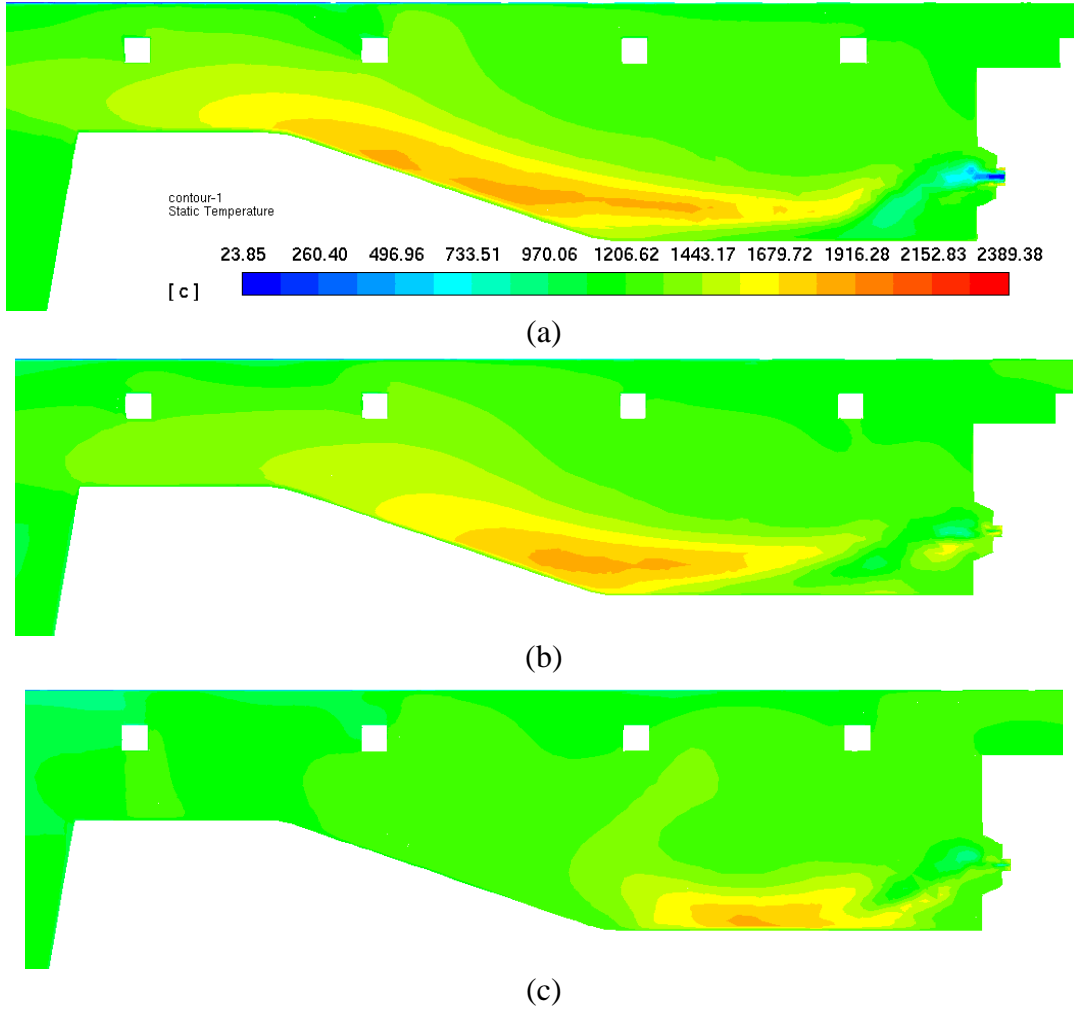 contour-1
Static Temperature
23.85 260.40 496.96 733.51 970.06 1206.62 1443.17 1679.72 1916.28 2152.83 2389.38
[ c ]
(a)
(b)
(c)